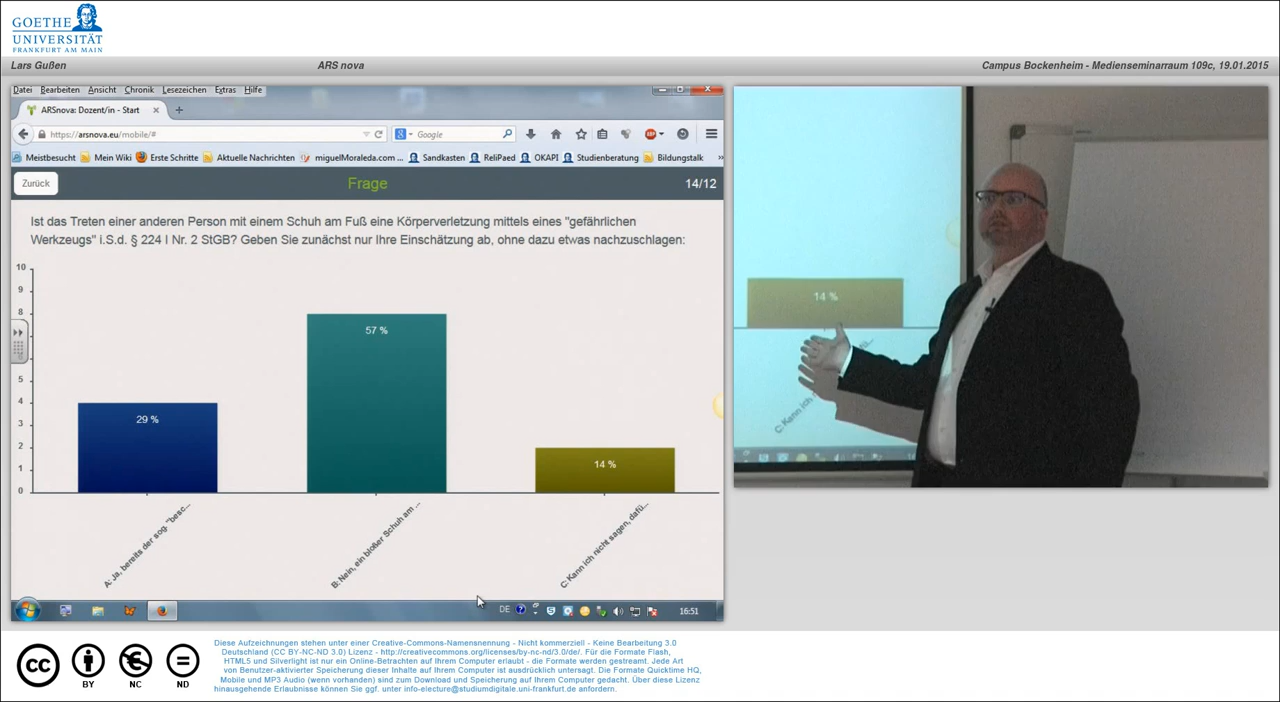 GOETHE
UNIVERSITÄT
FRANKFURT AM MAIN
Lars Gußen
ARS nova
Campus Bockenheim - Medienseminarraum 109c, 19.01.2015
Datei Bearbeiten Ansicht Chronik Lesezeichen Extras Hilfe
ARSnova: Dozent/in - Start
https://arsnova.eu/mobile/#
Google
Meistbesucht Mein Wiki Erste Schritte Aktuelle Nachrichten miguelMoraleda.com ... Sandkasten ReliPaed OKAPI Studienberatung Bildungstalk
Zurück
Frage
14/12
Ist das Treten einer anderen Person mit einem Schuh am Fuß eine Körperverletzung mittels eines "gefährlichen
Werkzeugs" i.S.d. § 224 I Nr. 2 StGB? Geben Sie zunächst nur Ihre Einschätzung ab, ohne dazu etwas nachzuschlagen:
10
9
8
5
4
3
2
1
0
29 %
57 %
14 %
A: Ja, bereits der sog. "besc...
B: Nein, ein bloßer Schuh am ...
C: Kann ich nicht sagen, dafü...
DE
16:51
14 %
C: Kann ich
cc
BY
NC
ND
Diese Aufzeichnungen stehen unter einer Creative-Commons-Namensnennung - Nicht kommerziell - Keine Bearbeitung 3.0
Deutschland (CC BY-NC-ND 3.0) Lizenz - http://creativecommons.org/licenses/by-nc-nd/3.0/de/. Für die Formate Flash,
HTML5 und Silverlight ist nur ein Online-Betrachten auf Ihrem Computer erlaubt - die Formate werden gestreamt. Jede Art
von Benutzer-aktivierter Speicherung dieser Inhalte auf Ihrem Computer ist ausdrücklich untersagt. Die Formate Quicktime HQ,
Mobile und MP3 Audio (wenn vorhanden) sind zum Download und Speicherung auf Ihrem Computer gedacht. Über diese Lizenz
hinausgehende Erlaubnisse können Sie ggf. unter info-electure@studiumdigitale.uni-frankfurt.de anfordern.